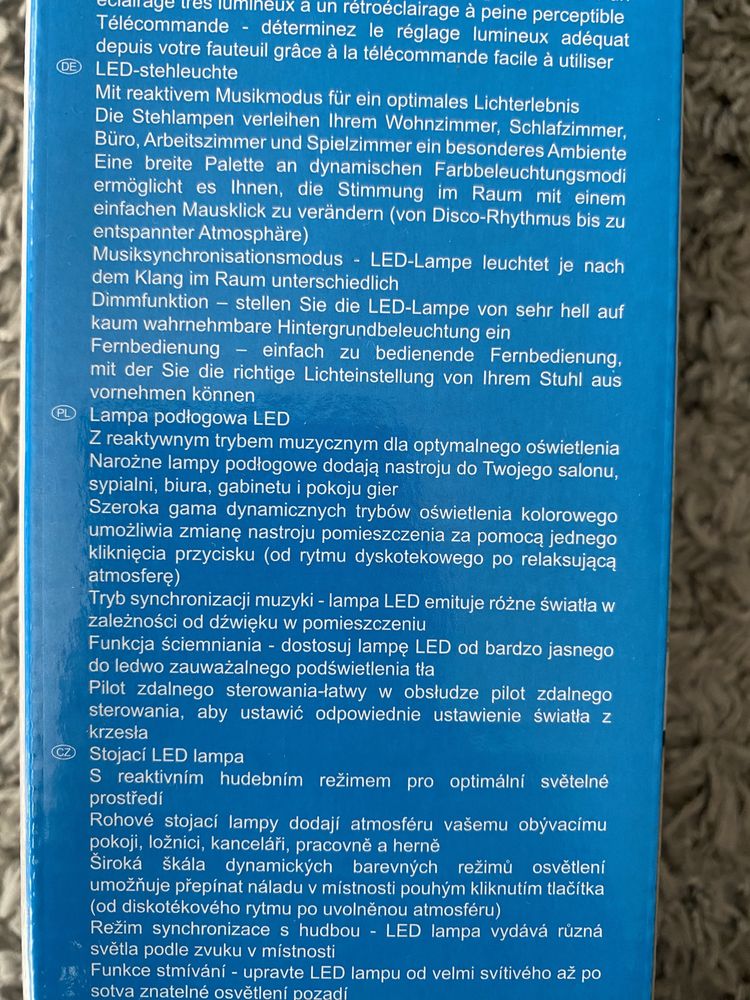 éclairage très lumineux à un rétroéclairage à peine perceptible
Télécommande - déterminez le réglage lumineux adéquat
depuis votre fauteuil grâce à la télécommande facile à utiliser
DE LED-stehleuchte
Mit reaktivem Musikmodus für ein optimales Lichterlebnis
Die Stehlampen verleihen Ihrem Wohnzimmer, Schlafzimmer,
Büro, Arbeitszimmer und Spielzimmer ein besonderes Ambiente
Eine breite Palette an dynamischen Farbbeleuchtungsmodi
ermöglicht es Ihnen, die Stimmung im Raum mit einem
einfachen Mausklick zu verändern (von Disco-Rhythmus bis zu
entspannter Atmosphäre)
Musiksynchronisationsmodus - LED-Lampe leuchtet je nach
dem Klang im Raum unterschiedlich
Dimmfunktion – stellen Sie die LED-Lampe von sehr hell auf
kaum wahrnehmbare Hintergrundbeleuchtung ein
Fernbedienung – einfach zu bedienende Fernbedienung,
mit der Sie die richtige Lichteinstellung von Ihrem Stuhl aus
vornehmen können
PL Lampa podłogowa LED
Z reaktywnym trybem muzycznym dla optymalnego oświetlenia
Narożne lampy podłogowe dodają nastroju do Twojego salonu,
sypialni, biura, gabinetu i pokoju gier
Szeroka gama dynamicznych trybów oświetlenia kolorowego
umożliwia zmianę nastroju pomieszczenia za pomocą jednego
kliknięcia przycisku (od rytmu dyskotekowego po relaksującą
atmosferę)
Tryb synchronizacji muzyki - lampa LED emituje różne światła w
zależności od dźwięku w pomieszczeniu
Funkcja ściemniania - dostosuj lampę LED od bardzo jasnego
do ledwo zauważalnego podświetlenia tła
Pilot zdalnego sterowania-łatwy w obsłudze pilot zdalnego
sterowania, aby ustawić odpowiednie ustawienie światła z
krzesła
CZ Stojací LED lampa
S reaktivním hudebním režimem pro optimální světelné
prostředí
Rohové stojací lampy dodají atmosféru vašemu obývacímu
pokoji, ložnici, kanceláři, pracovně a herně
Široká škála dynamických barevných režimů osvětlení
umožňuje přepínat náladu v místnosti pouhým kliknutím tlačítka
(od diskotékového rytmu po uvolněnou atmosféru)
Režim synchronizace s hudbou - LED lampa vydává různá
světla podle zvuku v místnosti
Funkce stmívání - upravte LED lampu od velmi svítivého až po
sotva znatelné osvětlení pozadí